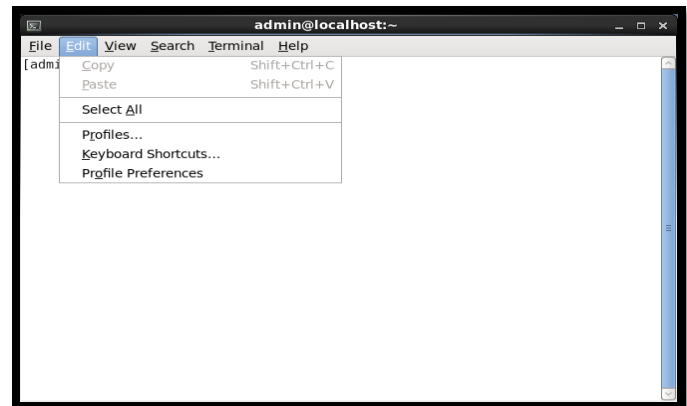 admin@localhost:~
File Edit View Search Terminal Help
[admi
Copy Shift+Ctrl+C
Paste Shift+Ctrl+V
Select All
Profiles...
Keyboard Shortcuts...
Profile Preferences